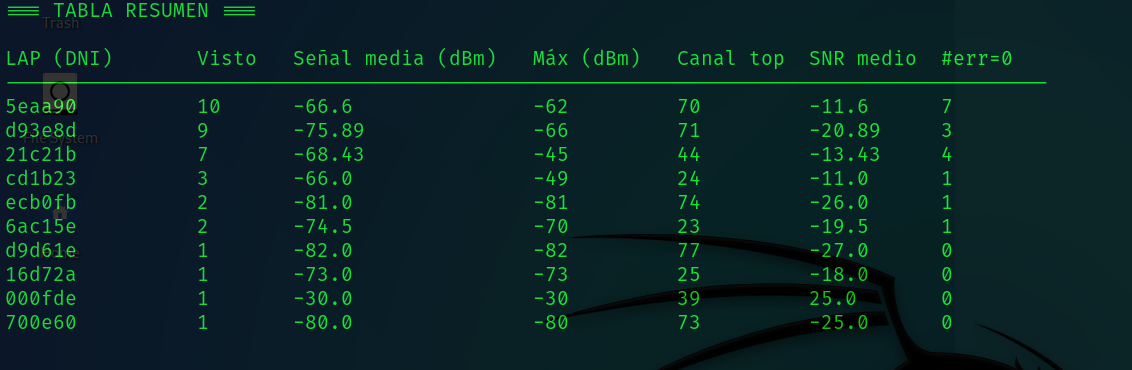 ═══ TABLA RESUMEN ═══
Trash
LAP (DNI) Visto Señal media (dBm) Máx (dBm) Canal top SNR medio #err=0
5eaa90 10 -66.6 -62 70 -11.6 7
d93e8d 9 -75.89 -66 71 -20.89 3
File System
21c21b 7 -68.43 -45 44 -13.43 4
cd1b23 3 -66.0 -49 24 -11.0 1
ecb0fb 2 -81.0 -81 74 -26.0 1
6ac15e 2 -74.5 -70 23 -19.5 1
d9d61e 1 -82.0 -82 77 -27.0 0
Home
16d72a 1 -73.0 -73 25 -18.0 0
000fde 1 -30.0 -30 39 25.0 0
700e60 1 -80.0 -80 73 -25.0 0